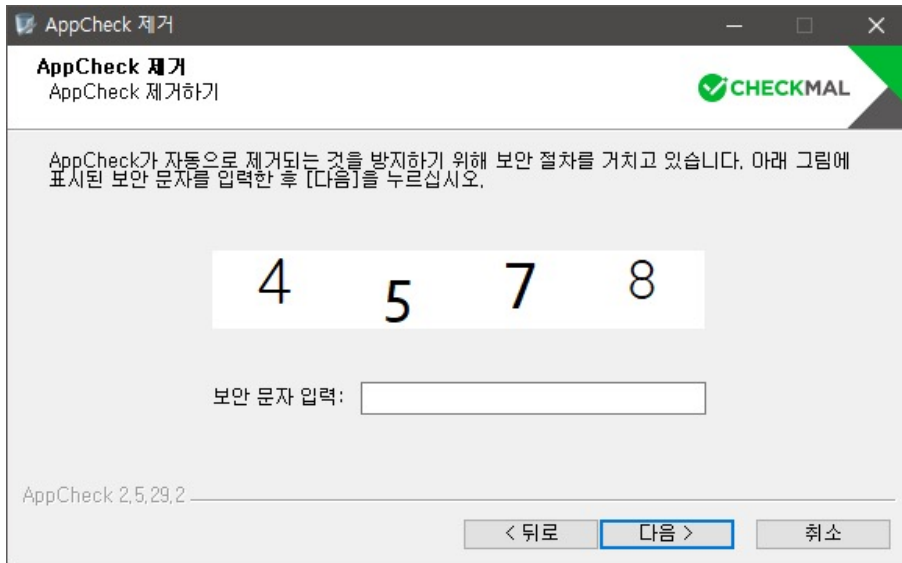 AppCheck 제거
AppCheck 제거
AppCheck 제거하기
CHECKMAL
AppCheck가 자동으로 제거되는 것을 방지하기 위해 보안 절차를 거치고 있습니다. 아래 그림에
표시된 보안 문자를 입력한 후 [다음]을 누르십시오.
4 5 7 8
보안 문자 입력:
AppCheck 2.5.29.2
< 뒤로 다음 > 취소